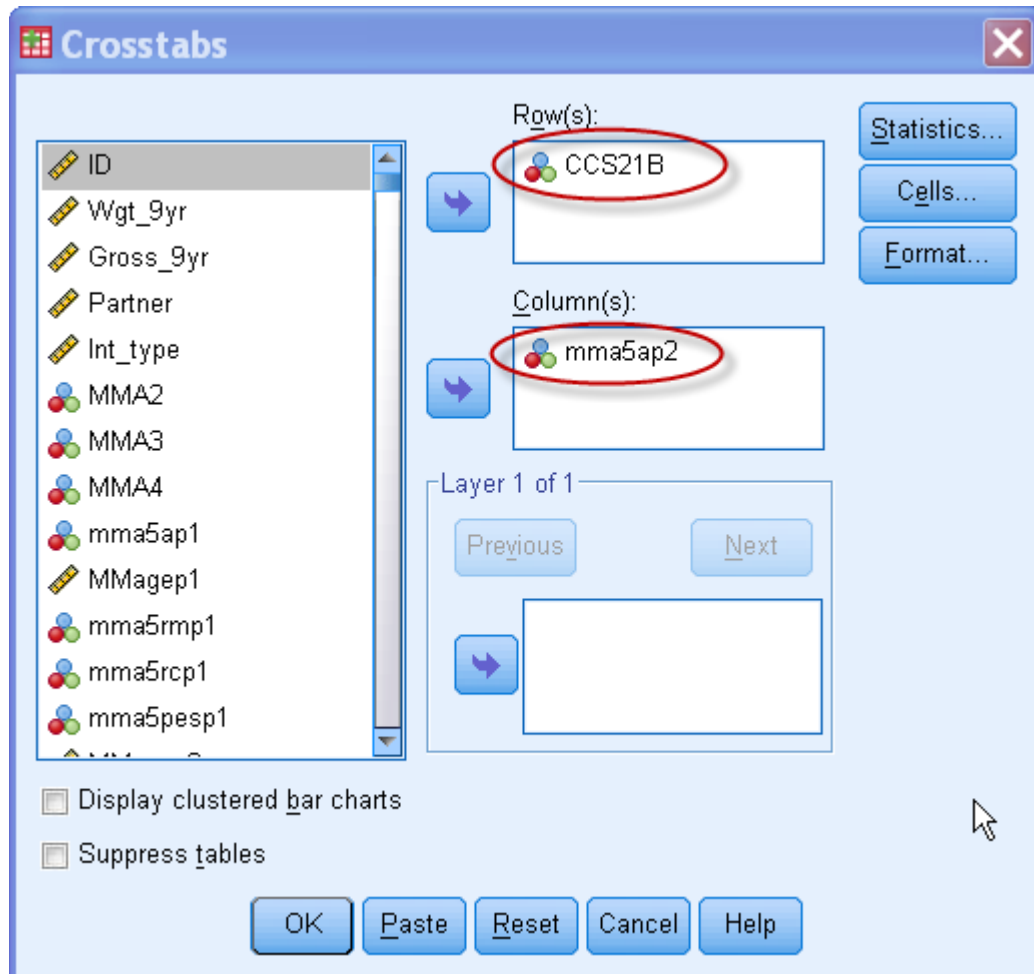 Crosstabs
ID
Wgt_9yr
Gross_9yr
Partner
Int_type
MMA2
MMA3
MMA4
mma5ap1
MMagep1
mma5rmp1
mma5rcp1
mma5pesp1
Row(s):
CCS21B
Column(s):
mma5ap2
Layer 1 of 1
Previous
Next
Statistics...
Cells...
Format...
Display clustered bar charts
Suppress tables
OK
Paste
Reset
Cancel
Help